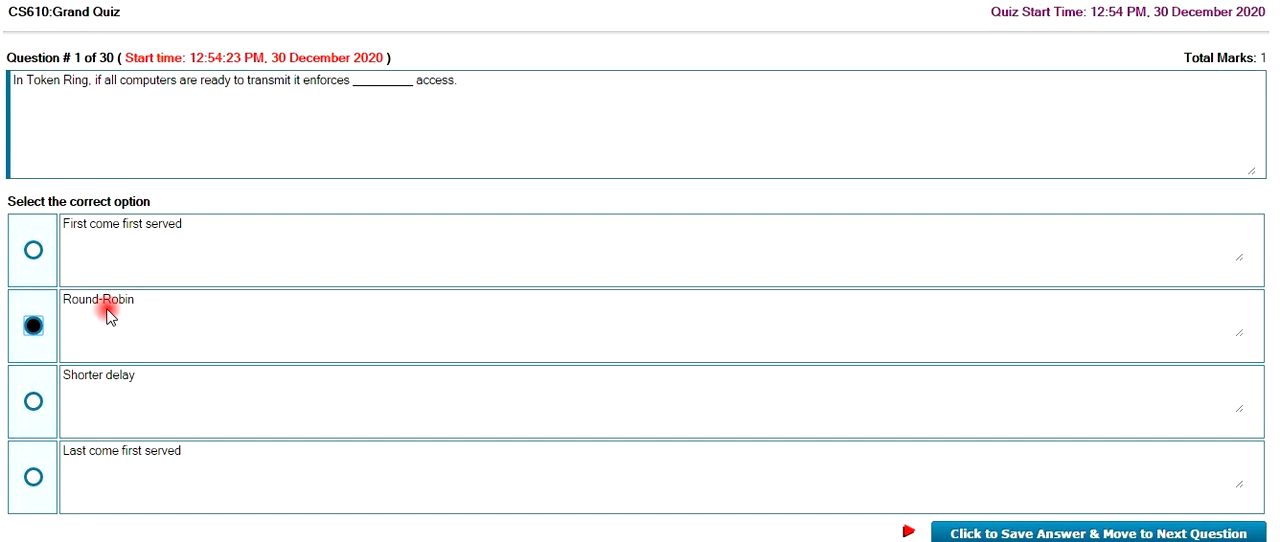 CS610:Grand Quiz
Quiz Start Time: 12:54 PM, 30 December 2020
Question # 1 of 30 ( Start time: 12:54:23 PM, 30 December 2020 )
Total Marks: 1
In Token Ring, if all computers are ready to transmit it enforces _________ access.
Select the correct option
First come first served
Round-Robin
Shorter delay
Last come first served
Click to Save Answer & Move to Next Question